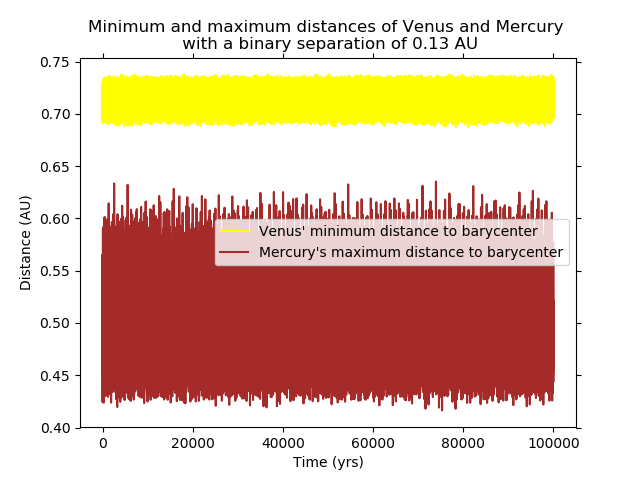 Minimum and maximum distances of Venus and Mercury
with a binary separation of 0.13 AU
0.75
0.70
0.65
0.60
0.55
0.50
0.45
0.40
Distance (AU)
Venus' minimum distance to barycenter
Mercury's maximum distance to barycenter
0
20000
40000
60000
80000
100000
Time (yrs)